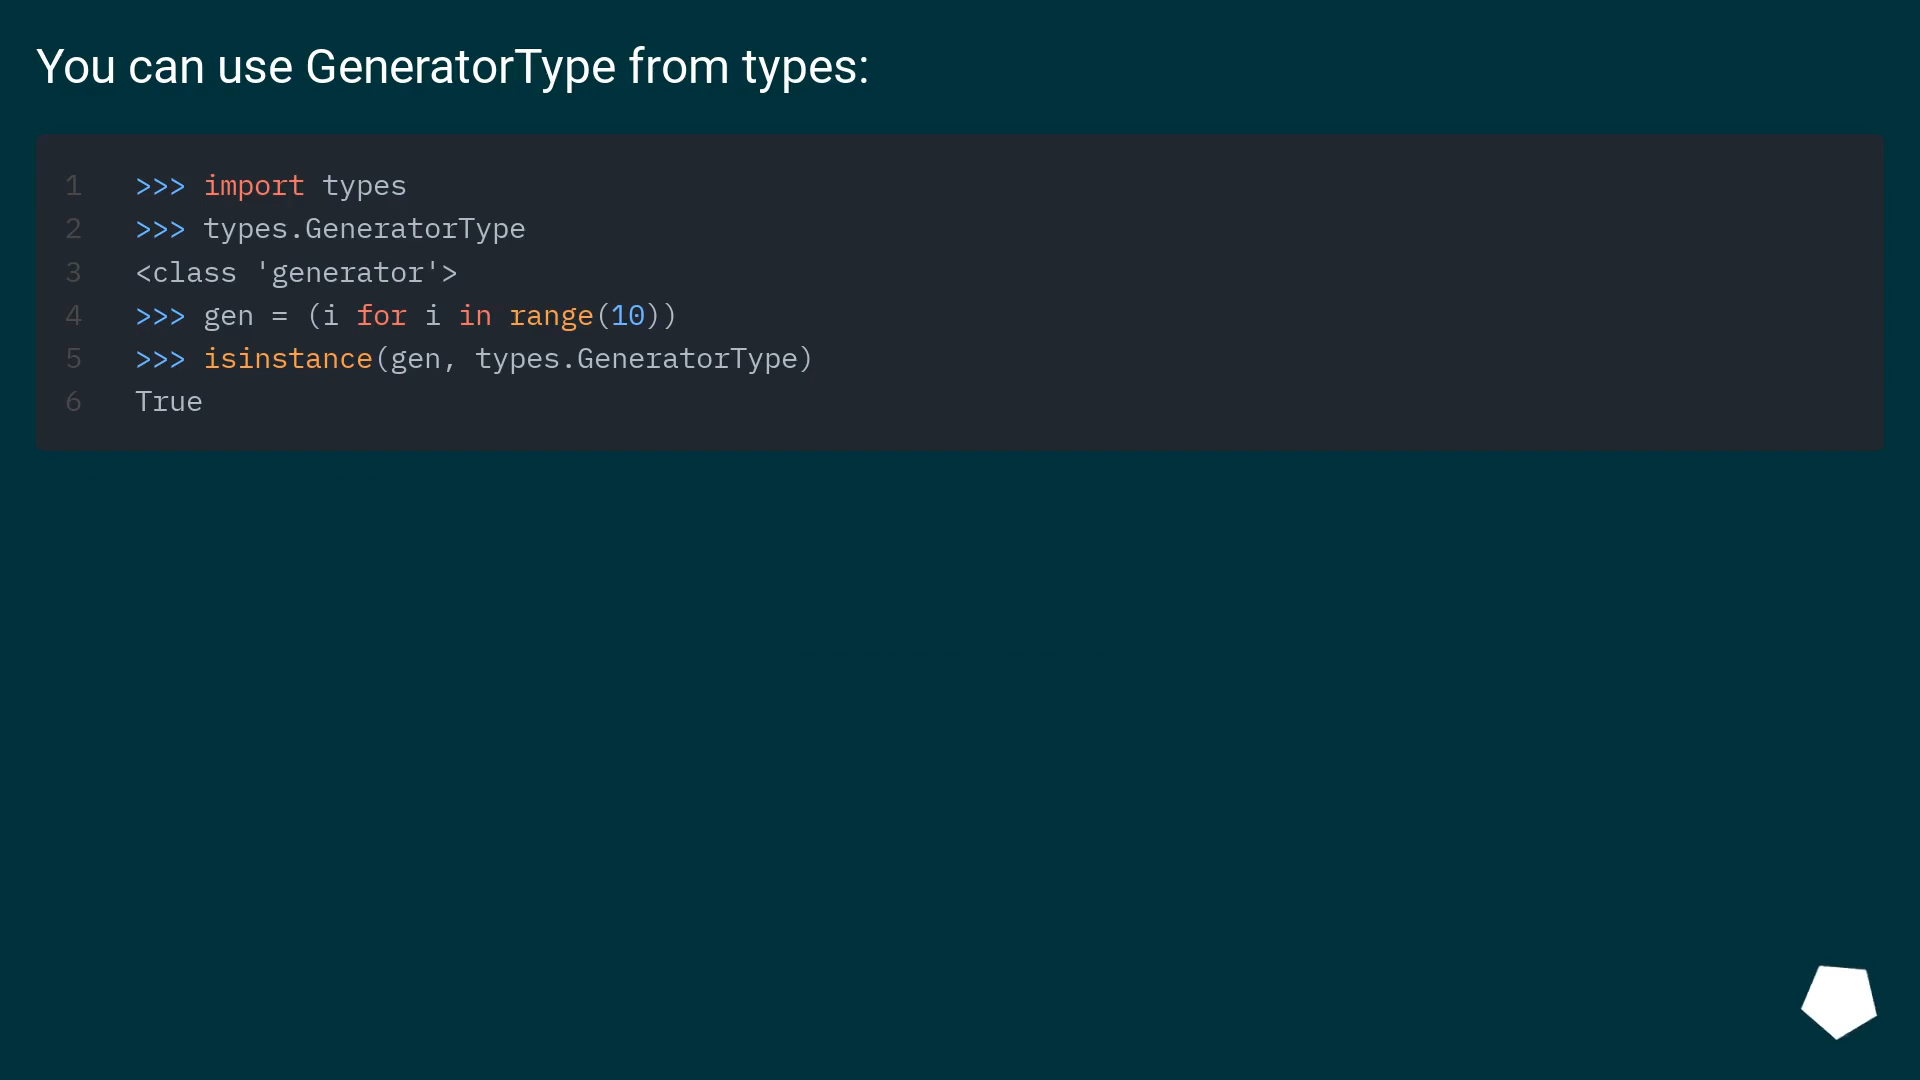 You can use GeneratorType from types:
1 >>> import types
2 >>> types.GeneratorType
3 <class 'generator'>
4 >>> gen = (i for i in range(10))
5 >>> isinstance(gen, types.GeneratorType)
6 True